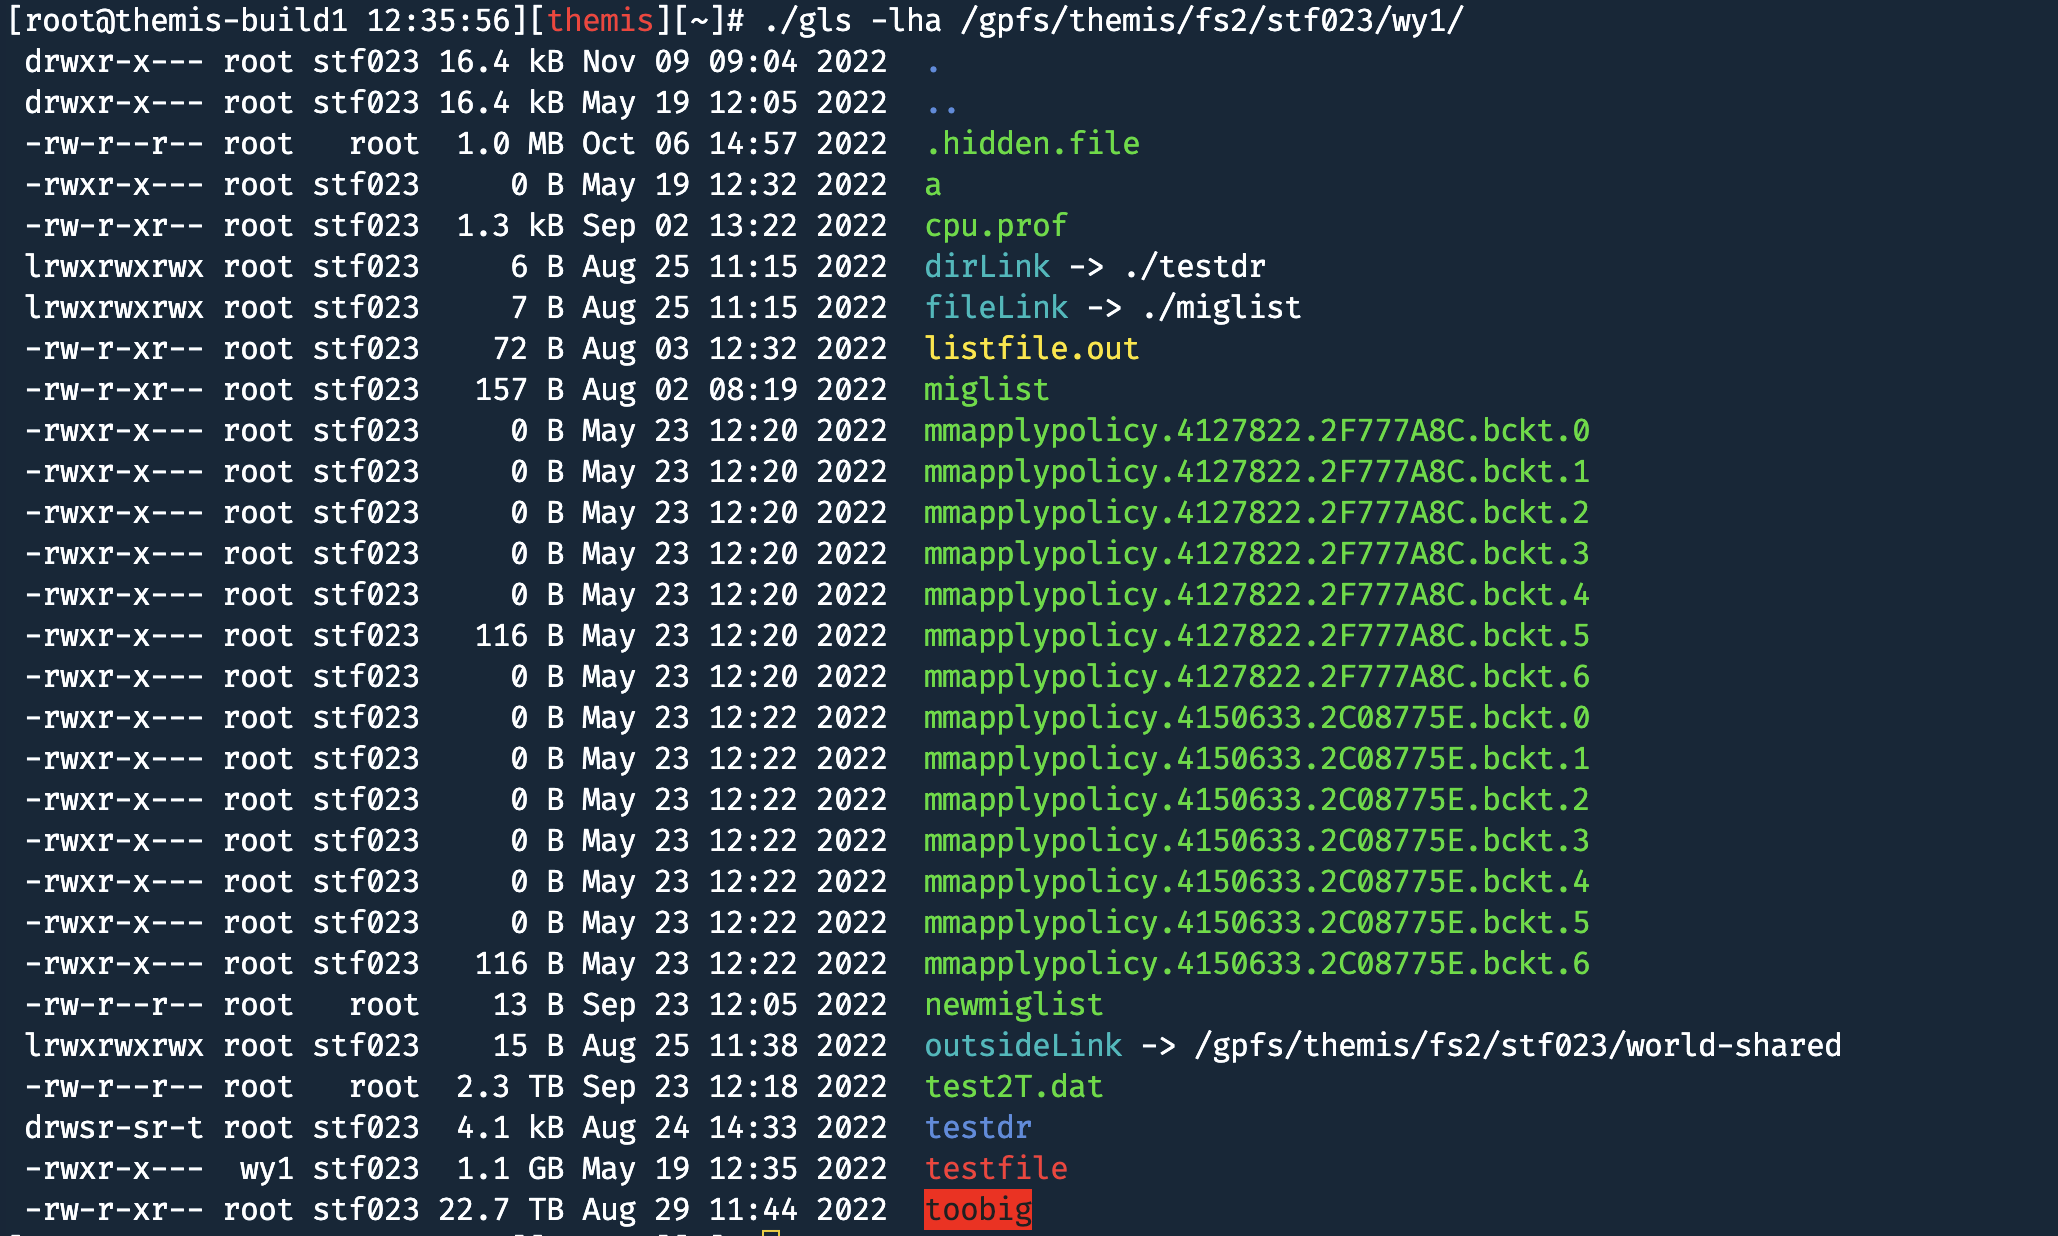 [root@themis-build1 12:35:56][themis][~]# ./gls -lha /gpfs/themis/fs2/stf023/wy1/
drwxr-x--- root stf023 16.4 kB Nov 09 09:04 2022  .
drwxr-x--- root stf023 16.4 kB May 19 12:05 2022  ..
-rw-r--r-- root   root  1.0 MB Oct 06 14:57 2022  .hidden.file
-rwxr-x--- root stf023     0 B May 19 12:32 2022  a
-rw-r-xr-- root stf023  1.3 kB Sep 02 13:22 2022  cpu.prof
lrwxrwxrwx root stf023     6 B Aug 25 11:15 2022  dirLink -> ./testdr
lrwxrwxrwx root stf023     7 B Aug 25 11:15 2022  fileLink -> ./miglist
-rw-r-xr-- root stf023    72 B Aug 03 12:32 2022  listfile.out
-rw-r-xr-- root stf023   157 B Aug 02 08:19 2022  miglist
-rwxr-x--- root stf023     0 B May 23 12:20 2022  mmapplypolicy.4127822.2F777A8C.bckt.0
-rwxr-x--- root stf023     0 B May 23 12:20 2022  mmapplypolicy.4127822.2F777A8C.bckt.1
-rwxr-x--- root stf023     0 B May 23 12:20 2022  mmapplypolicy.4127822.2F777A8C.bckt.2
-rwxr-x--- root stf023     0 B May 23 12:20 2022  mmapplypolicy.4127822.2F777A8C.bckt.3
-rwxr-x--- root stf023     0 B May 23 12:20 2022  mmapplypolicy.4127822.2F777A8C.bckt.4
-rwxr-x--- root stf023   116 B May 23 12:20 2022  mmapplypolicy.4127822.2F777A8C.bckt.5
-rwxr-x--- root stf023     0 B May 23 12:20 2022  mmapplypolicy.4127822.2F777A8C.bckt.6
-rwxr-x--- root stf023     0 B May 23 12:22 2022  mmapplypolicy.4150633.2C08775E.bckt.0
-rwxr-x--- root stf023     0 B May 23 12:22 2022  mmapplypolicy.4150633.2C08775E.bckt.1
-rwxr-x--- root stf023     0 B May 23 12:22 2022  mmapplypolicy.4150633.2C08775E.bckt.2
-rwxr-x--- root stf023     0 B May 23 12:22 2022  mmapplypolicy.4150633.2C08775E.bckt.3
-rwxr-x--- root stf023     0 B May 23 12:22 2022  mmapplypolicy.4150633.2C08775E.bckt.4
-rwxr-x--- root stf023     0 B May 23 12:22 2022  mmapplypolicy.4150633.2C08775E.bckt.5
-rwxr-x--- root stf023   116 B May 23 12:22 2022  mmapplypolicy.4150633.2C08775E.bckt.6
-rw-r--r-- root   root    13 B Sep 23 12:05 2022  newmiglist
lrwxrwxrwx root stf023    15 B Aug 25 11:38 2022  outsideLink -> /gpfs/themis/fs2/stf023/world-shared
-rw-r--r-- root   root  2.3 TB Sep 23 12:18 2022  test2T.dat
drwsr-sr-t root stf023  4.1 kB Aug 24 14:33 2022  testdr
-rwxr-x---  wy1 stf023  1.1 GB May 19 12:35 2022  testfile
-rw-r-xr-- root stf023 22.7 TB Aug 29 11:44 2022  toobig